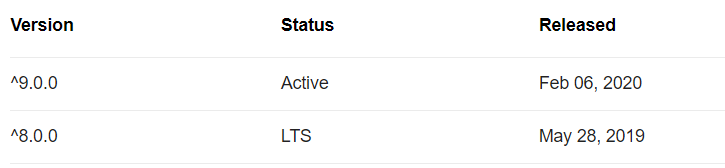 Version Status Released
^9.0.0 Active Feb 06, 2020
^8.0.0 LTS May 28, 2019